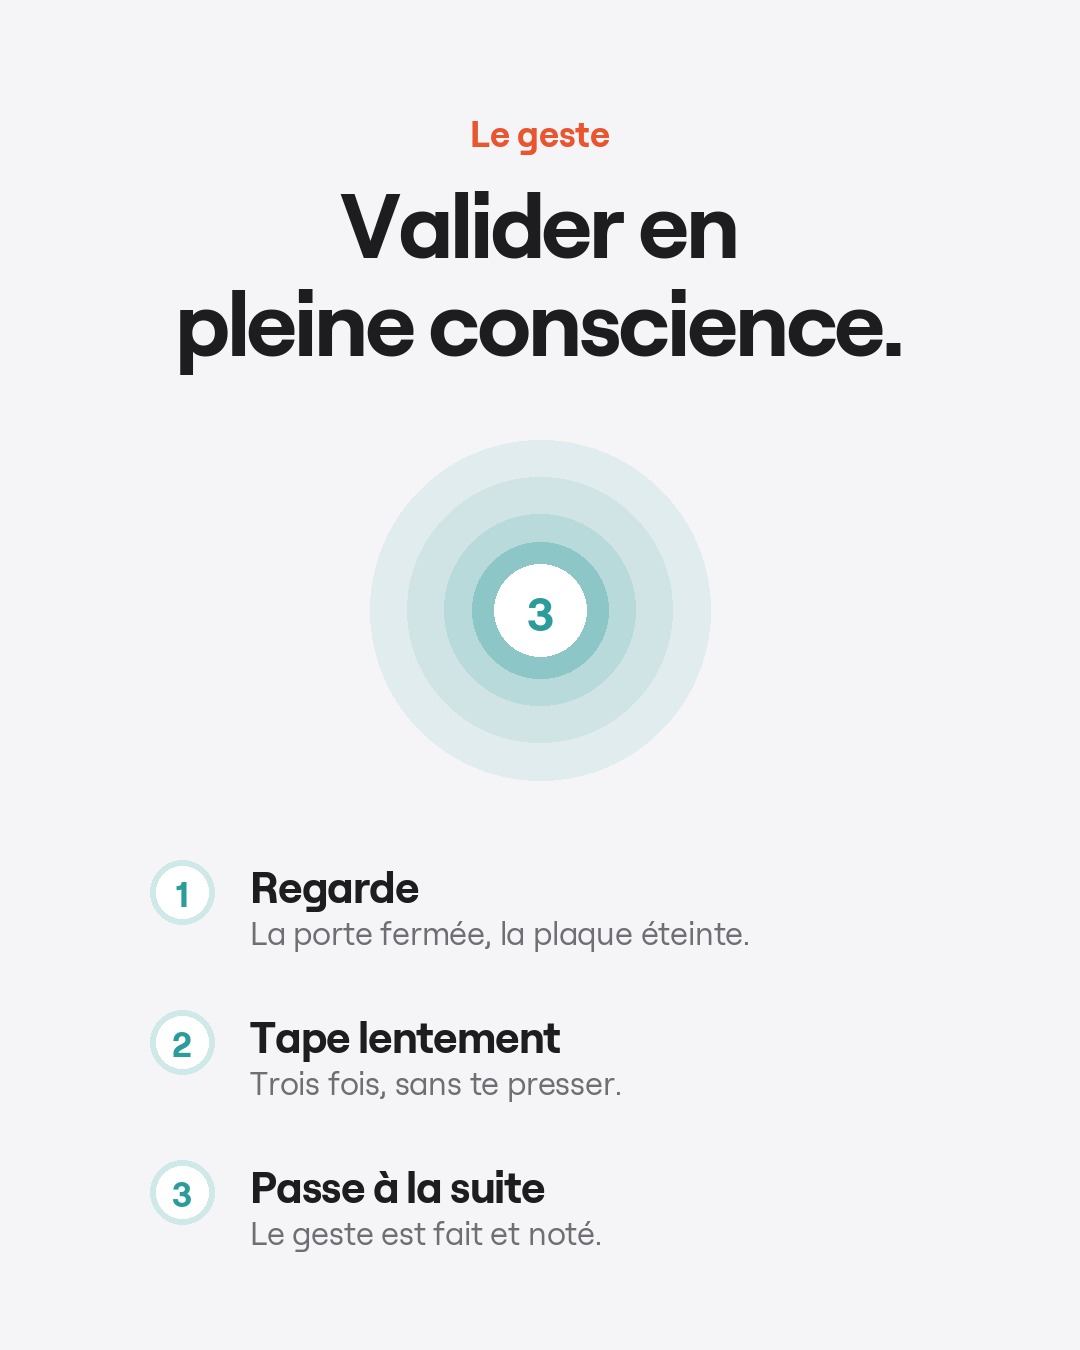 Le geste
Valider en
pleine conscience.
3
1
Regarde
La porte fermée, la plaque éteinte.
2
Tape lentement
Trois fois, sans te presser.
3
Passe à la suite
Le geste est fait et noté.